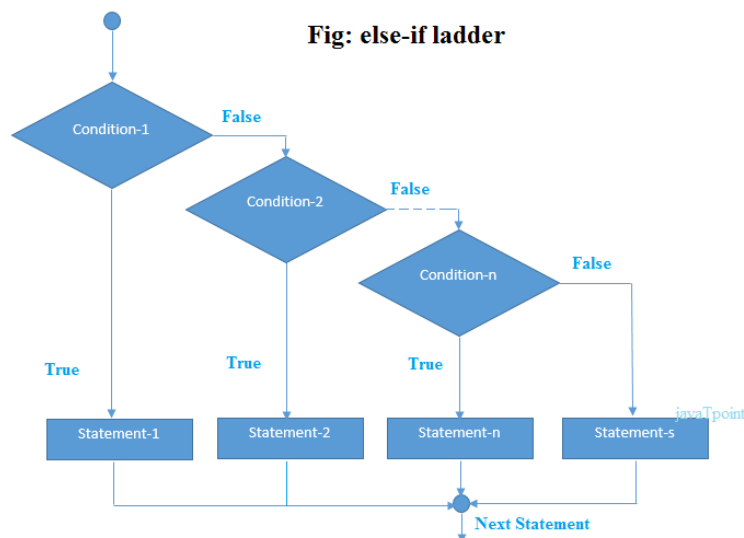 Fig: else-if ladder
Condition-1
False
Condition-2
False
Condition-n
False
True
True
True
javaTpoint
Statement-1
Statement-2
Statement-n
Statement-s
Next Statement